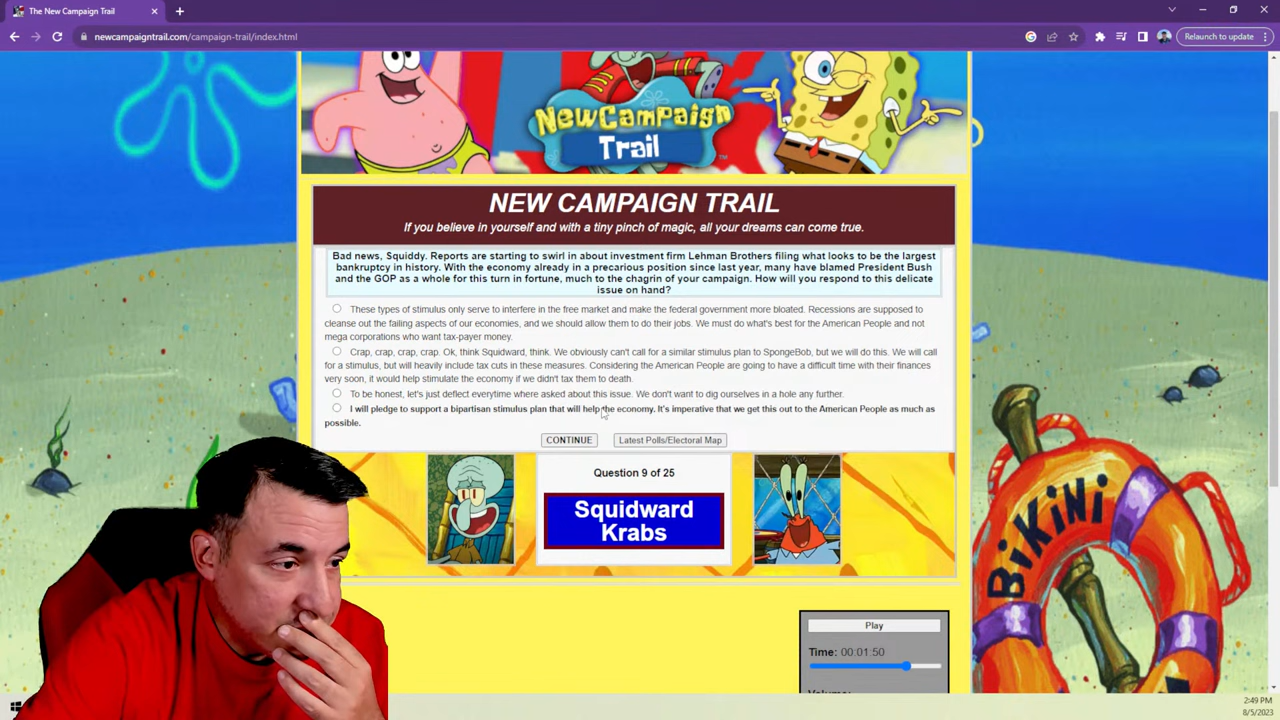 The New Campaign Trail
newcampaigntrail.com/campaign-trail/index.html
Relaunch to update
NewCampaign
Trail
NEW CAMPAIGN TRAIL
If you believe in yourself and with a tiny pinch of magic, all your dreams can come true.
Bad news, Squiddy. Reports are starting to swirl in about investment firm Lehman Brothers filing what looks to be the largest
bankruptcy in history. With the economy already in a precarious position since last year, many have blamed President Bush
and the GOP as a whole for this turn in fortune, much to the chagrin of your campaign. How will you respond to this delicate
issue on hand?
These types of stimulus only serve to interfere in the free market and make the federal government more bloated. Recessions are supposed to
cleanse out the failing aspects of our economies, and we should allow them to do their jobs. We must do what's best for the American People and not
mega corporations who want tax-payer money.
Crap, crap, crap, crap. Ok, think Squidward, think. We obviously can't call for a similar stimulus plan to SpongeBob, but we will do this. We will call
for a stimulus, but will heavily include tax cuts in these measures. Considering the American People are going to have a difficult time with their finances
very soon, it would help stimulate the economy if we didn't tax them to death.
To be honest, let's just deflect everytime where asked about this issue. We don't want to dig ourselves in a hole any further.
I will pledge to support a bipartisan stimulus plan that will help the economy. It's imperative that we get this out to the American People as much as
possible.
CONTINUE
Latest Polls/Electoral Map
Question 9 of 25
Squidward
Krabs
BIKINI
Play
Time: 00:01:50
Volume:
2:49 PM
8/5/2023